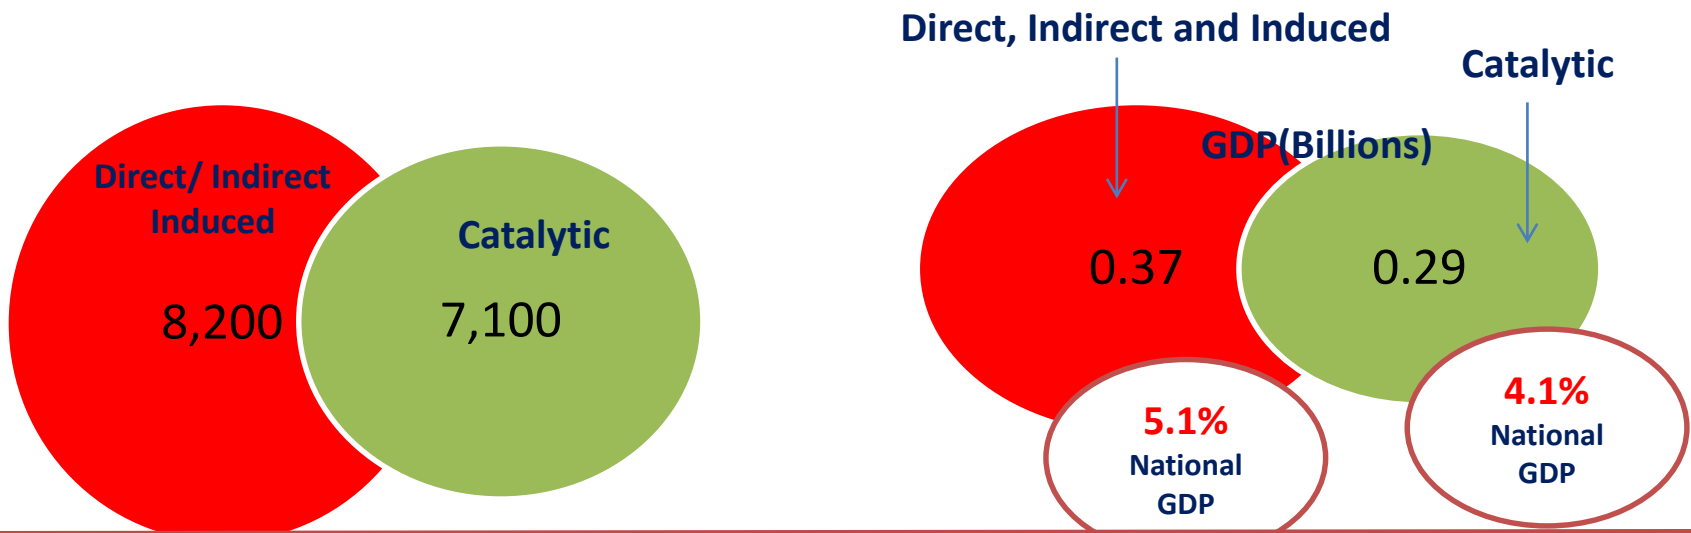 Direct/ Indirect
Induced
8,200
Catalytic
7,100
Direct, Indirect and Induced
Catalytic
GDP(Billions)
0.37
0.29
5.1%
National
GDP
4.1%
National
GDP